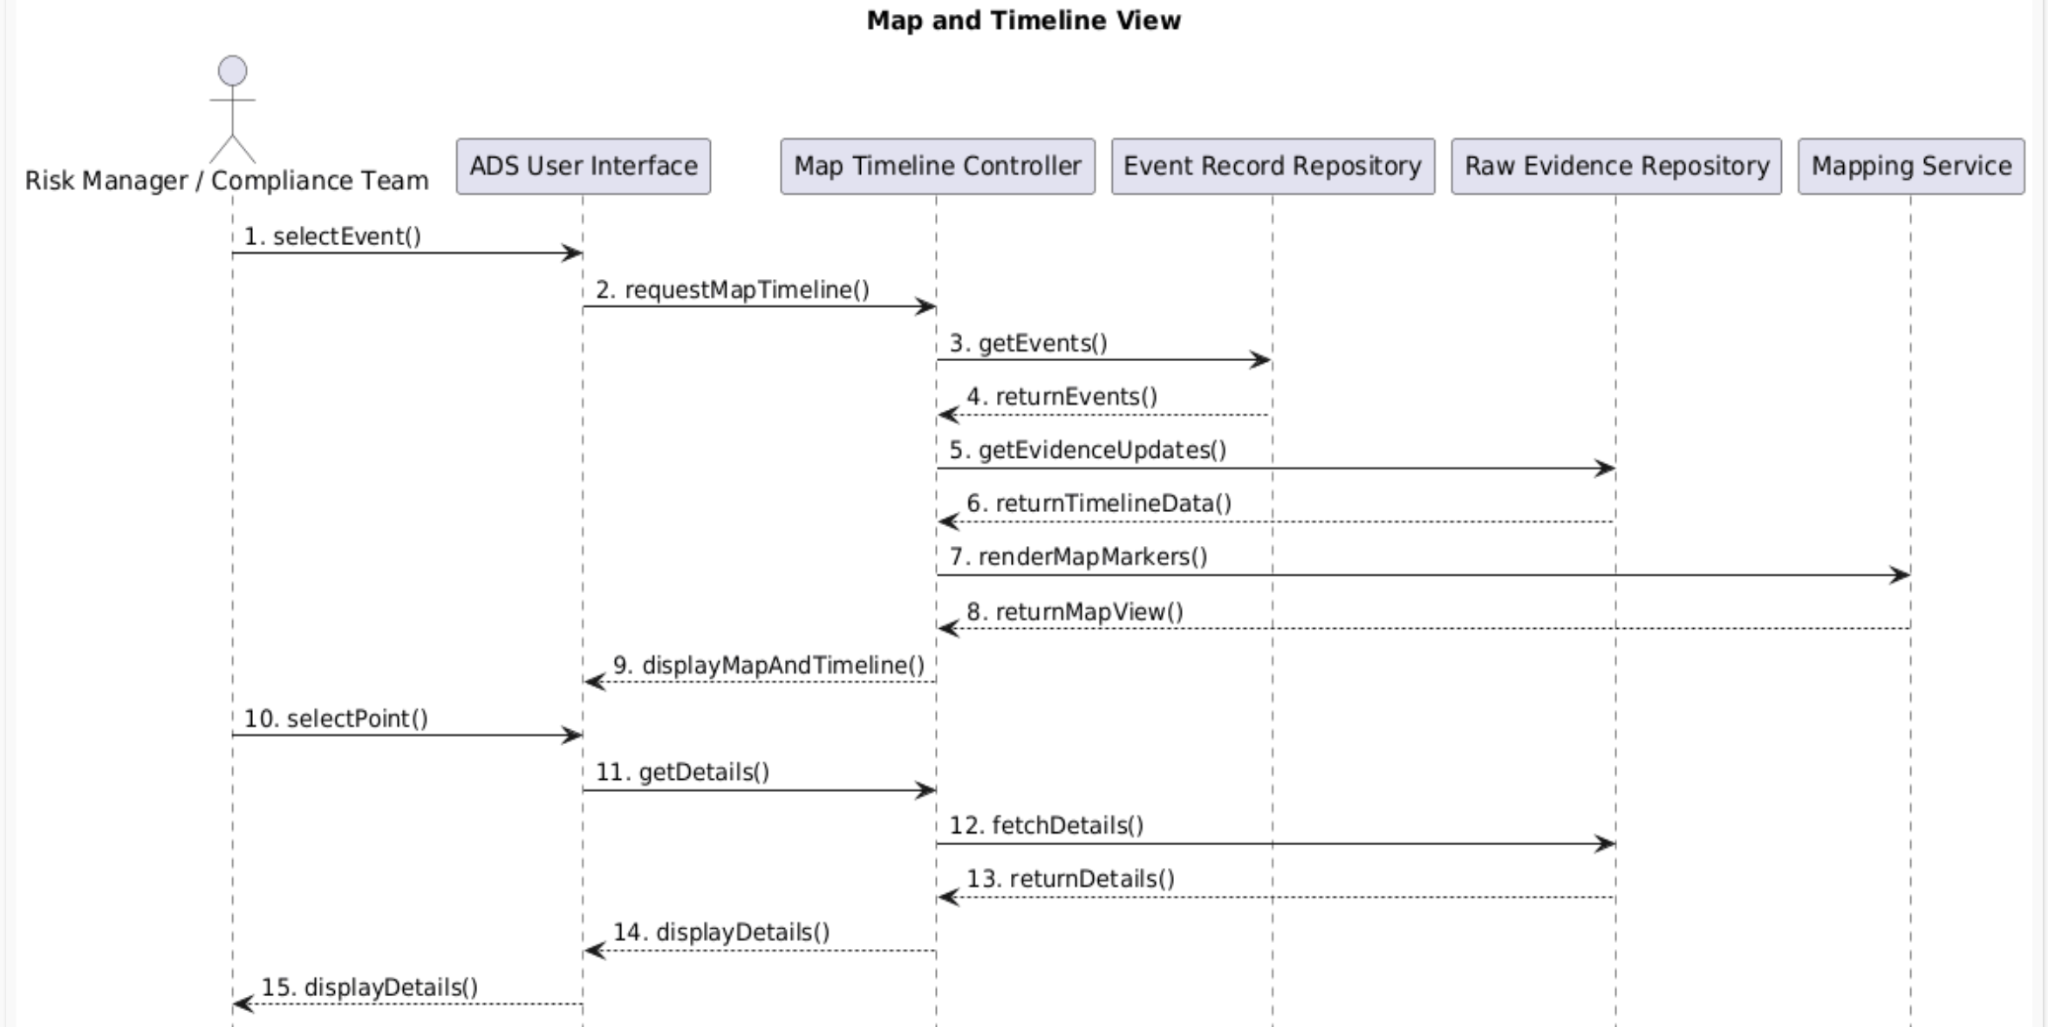 Map and Timeline View
Risk Manager / Compliance Team
ADS User Interface
Map Timeline Controller
Event Record Repository
Raw Evidence Repository
Mapping Service
1. selectEvent()
2. requestMapTimeline()
3. getEvents()
4. returnEvents()
5. getEvidenceUpdates()
6. returnTimelineData()
7. renderMapMarkers()
8. returnMapView()
9. displayMapAndTimeline()
10. selectPoint()
11. getDetails()
12. fetchDetails()
13. returnDetails()
14. displayDetails()
15. displayDetails()